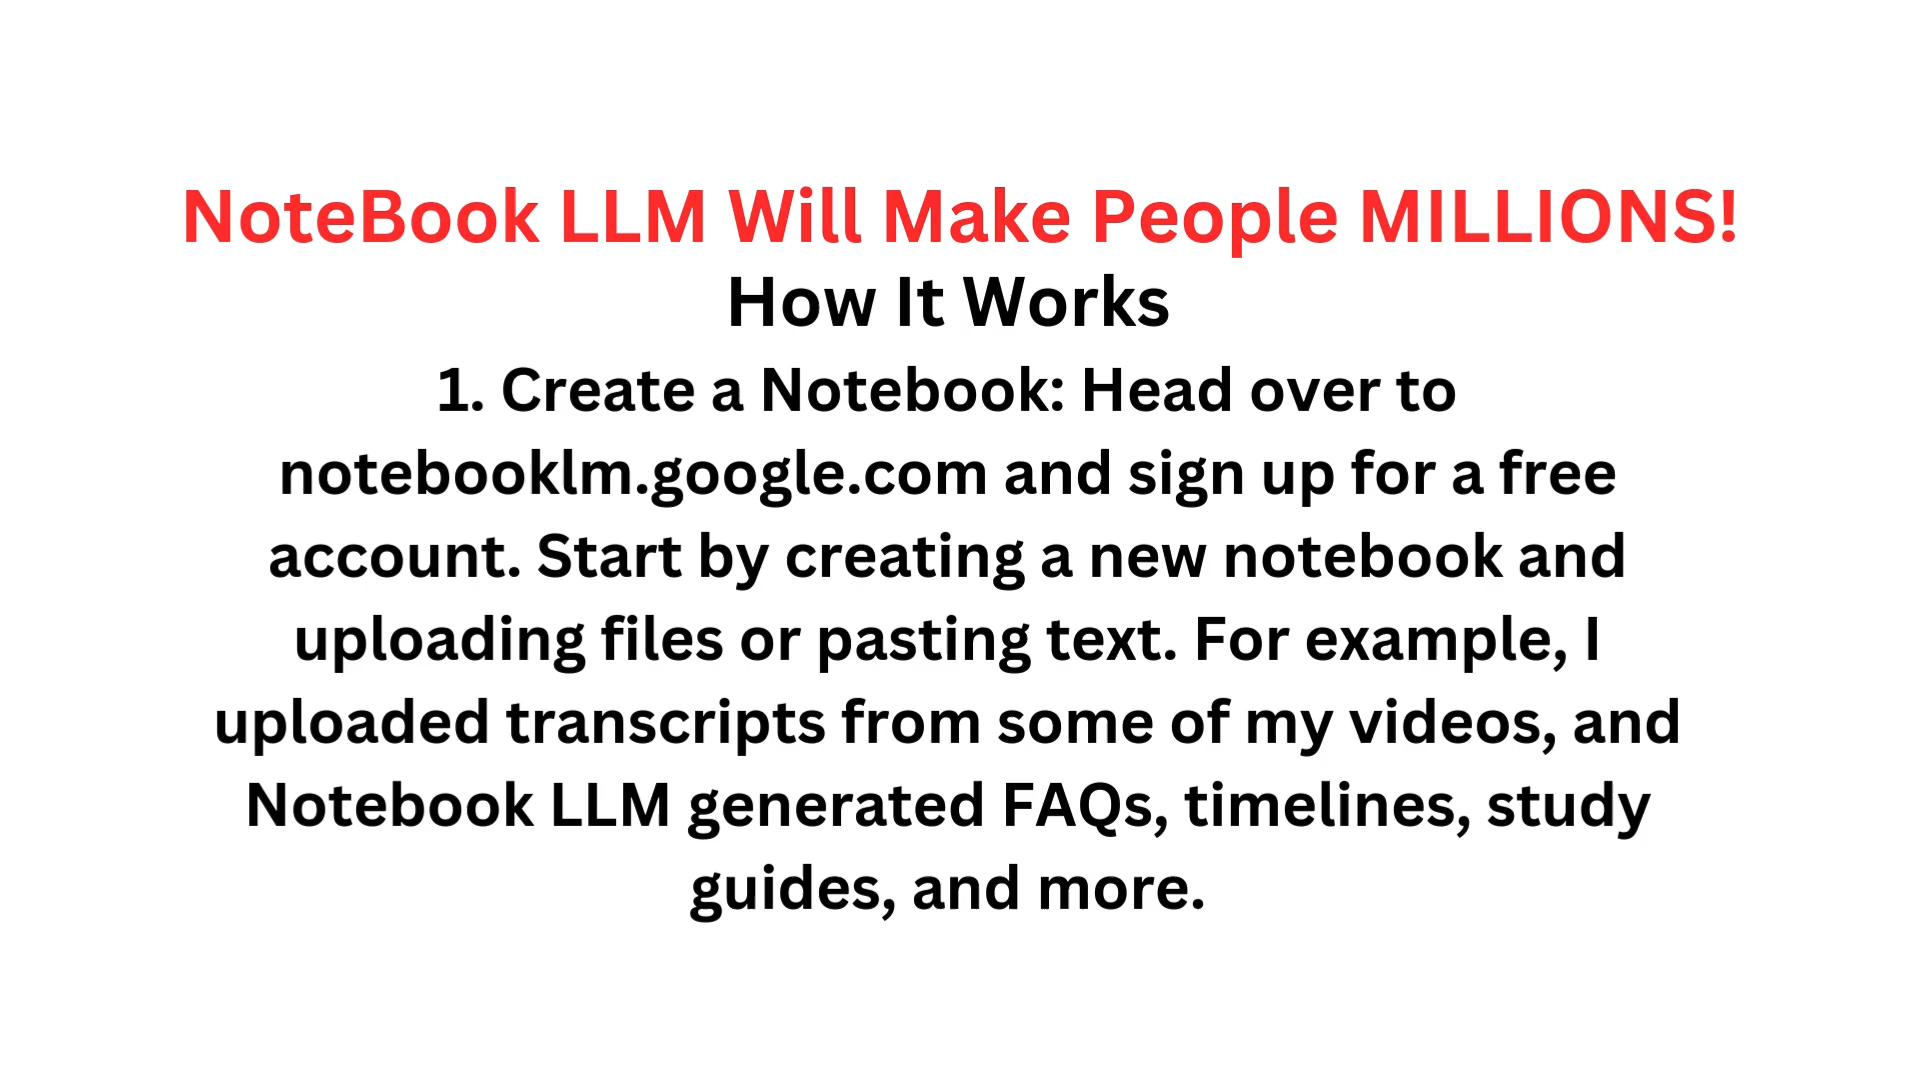 NoteBook LLM Will Make People MILLIONS!
How It Works
1. Create a Notebook: Head over to
notebooklm.google.com and sign up for a free
account. Start by creating a new notebook and
uploading files or pasting text. For example, I
uploaded transcripts from some of my videos, and
Notebook LLM generated FAQs, timelines, study
guides, and more.